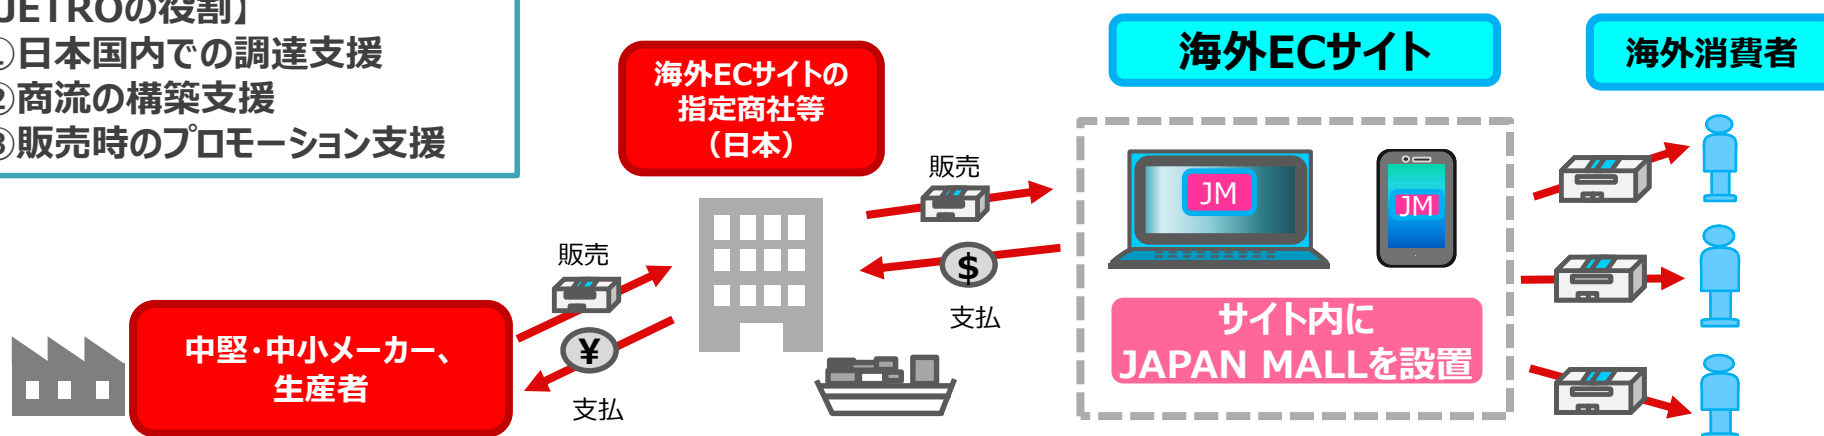 JETROの役割】
①日本国内での調達支援
②商流の構築支援
③販売時のプロモーション支援
海外ECサイトの
指定商社等
（日本）
海外ECサイト
海外消費者
販売
JM
JM
$
支払
販売
¥
支払
中堅・中小メーカー、
生産者
サイト内に
JAPAN MALLを設置